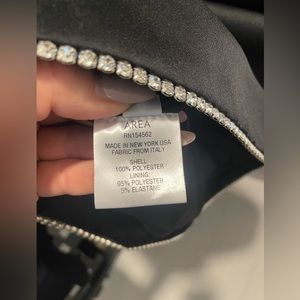 AREA
RN154562
MADE IN NEW YORK USA
FABRIC FROM ITALY
SHELL:
100% POLYESTER
LINING:
95% POLYESTER
5% ELASTANE